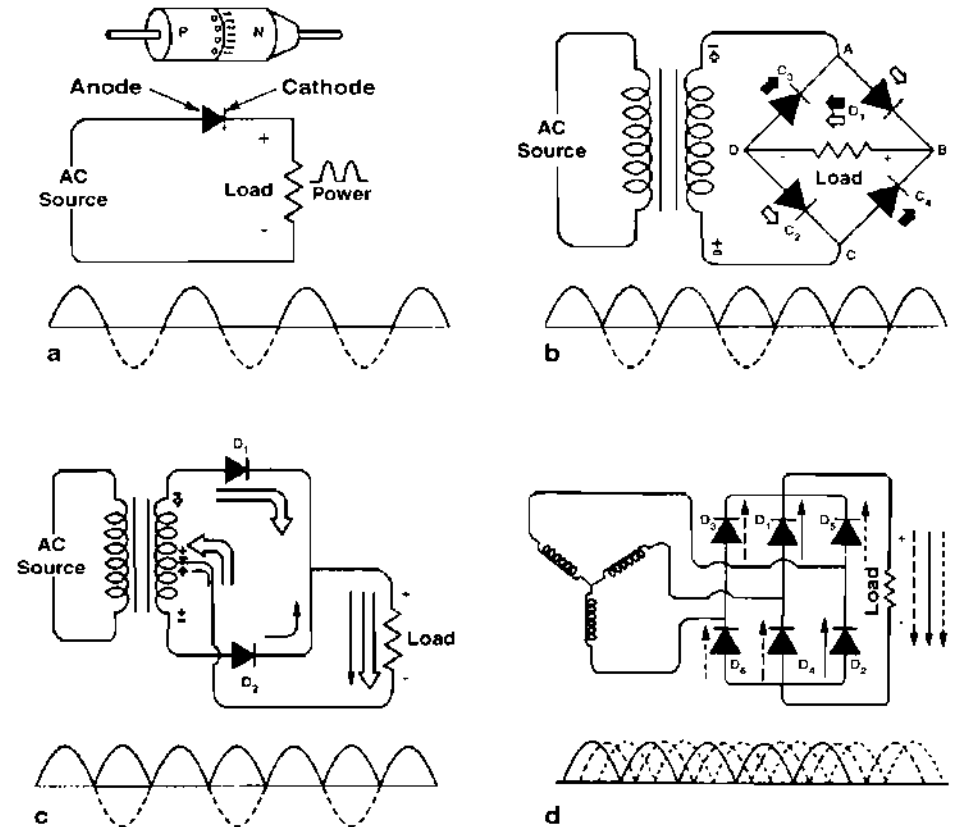 P N
Anode Cathode
+
AC
Source
Load
Power
-
a
A
C₃
D₁
AC
Source
D
-
+
B
Load
C₂
C₄
C
b
D₁
AC
Source
+
Load
-
D₂
c
D₃ D₁ D₅
+
Load
-
D₆ D₄ D₂
d